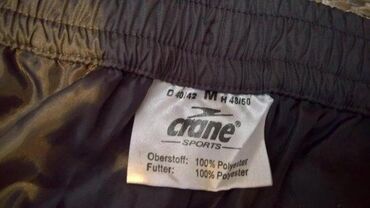 D 40/42 M H 48/50
crane®
SPORTS
Oberstoff: 100% Polyester
Futter: 100% Polyester